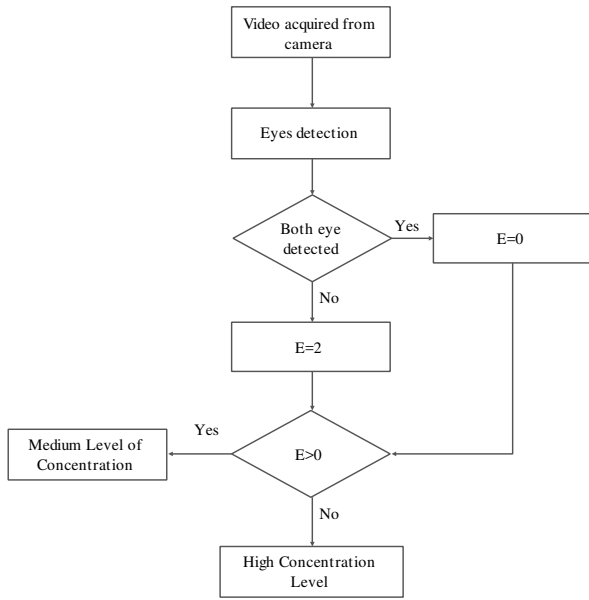 Video acquired from
camera
Eyes detection
Both eye
detected
Yes
E=0
No
E=2
Yes
Medium Level of
Concentration
E>0
No
High Concentration
Level